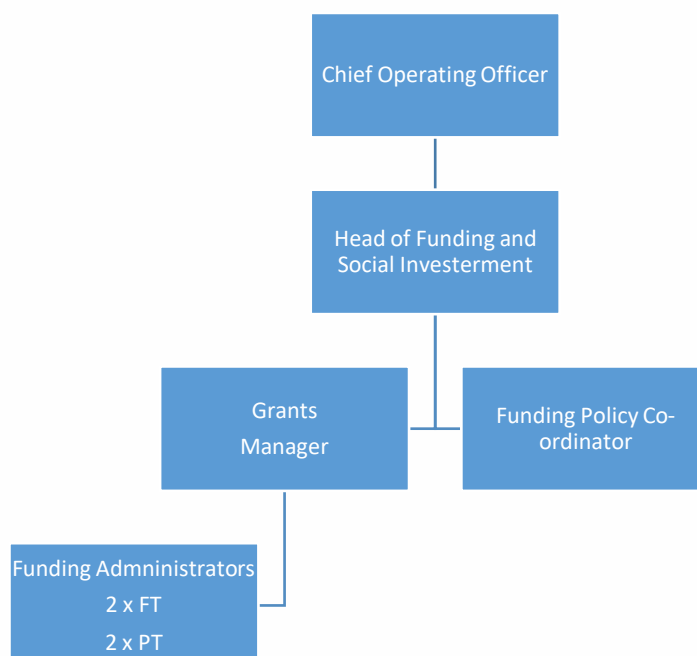 Chief Operating Officer
Head of Funding and
Social Investerment
Grants
Manager
Funding Policy Co-
ordinator
Funding Admninistrators
2 x FT
2 x PT